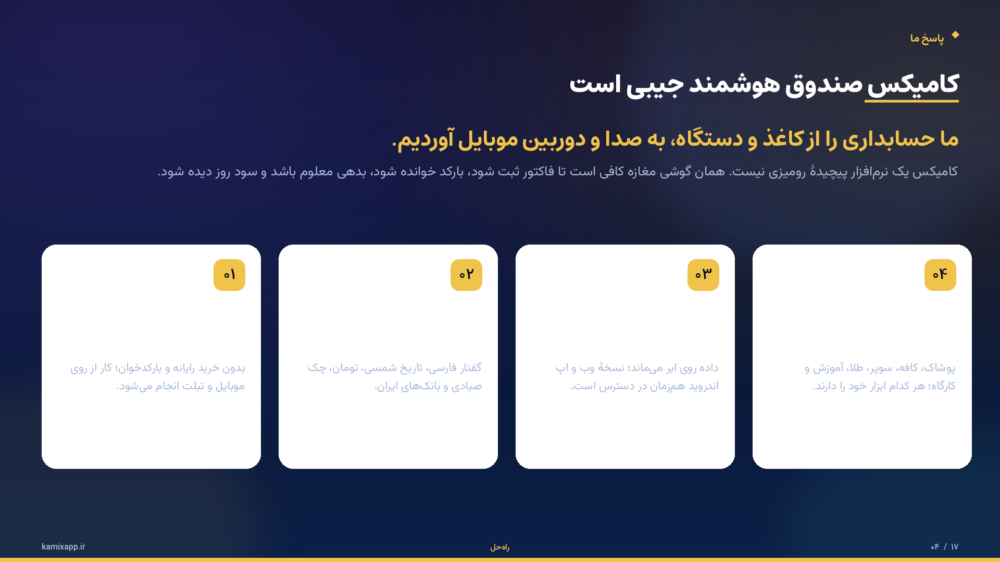 پاسخ ما
کامیکس صندوق هوشمند جیبی است
ما حسابداری را از کاغذ و دستگاه، به صدا و دوربین موبایل آوردیم.
کامیکس یک نرم‌افزار پیچیدهٔ رومیزی نیست. همان گوشی مغازه کافی است تا فاکتور ثبت شود، بارکد خوانده شود، بدهی معلوم باشد و سود روز دیده شود.
۰۴
پوشاک، کافه، سوپر، طلا، آموزش و
کارگاه؛ هر کدام ابزار خود را دارند.
۰۳
داده روی ابر می‌ماند؛ نسخهٔ وب و اپ
اندروید هم‌زمان در دسترس است.
۰۲
گفتار فارسی، تاریخ شمسی، تومان، چک
صیادی و بانک‌های ایران.
۰۱
بدون خرید رایانه و بارکدخوان؛ کار از روی
موبایل و تبلت انجام می‌شود.
۰۴ / ۱۷
راه‌حل
kamixapp.ir